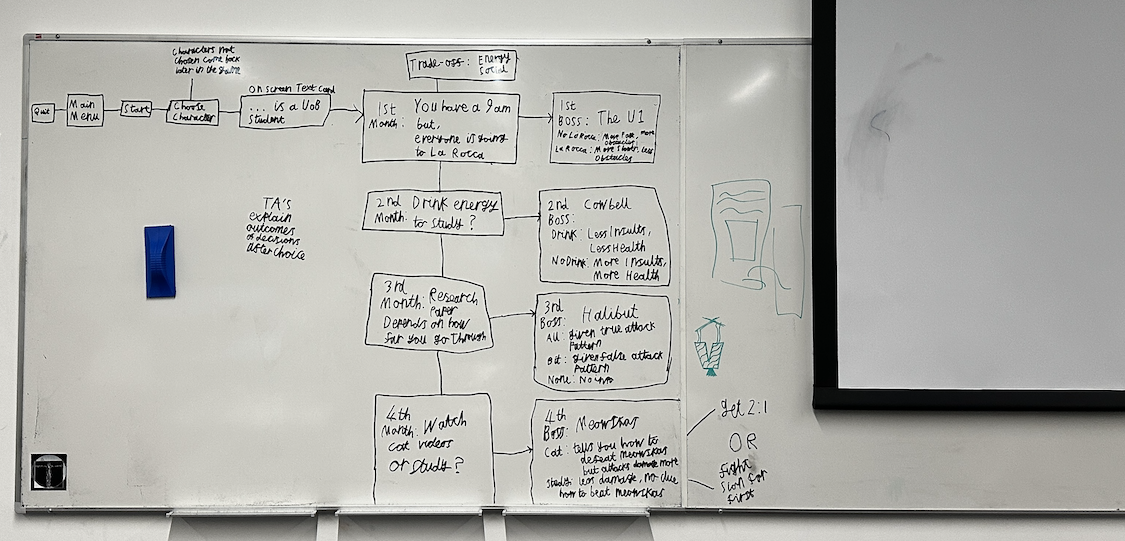 Characters not
chosen come back
later in the game
Quit
Main
Menu
Start
Choose
Character
On screen Text card
... is a UoB
Student
Trade-off: Energy
Social
1st
Month: You have a 9am
but,
everyone is going
to La Rocca
1st
Boss: The U1
No La Rocca: More , more
obstacles
La Rocca: More , less
obstacles
2nd Drink energy
Month: to study?
2nd Cowbell
Boss:
Drink: Less Insults,
Less Health
No Drink: More Insults,
More Health
TA's
explain
outcomes
of decisions
after choice
3rd
Month: Research
Paper
Depends on how
far you go through
3rd
Boss: Halibut
All: given true attack
pattern
Bit: given false attack
pattern
None: No info
4th
Month: Watch
cat videos
or study?
4th
Boss: Meowskas
Cat: tells you how to
defeat Meowskas
but attacks damage more
Study: less damage, no clue
how to beat Meowskas
get 2:1
OR
fight
for
first